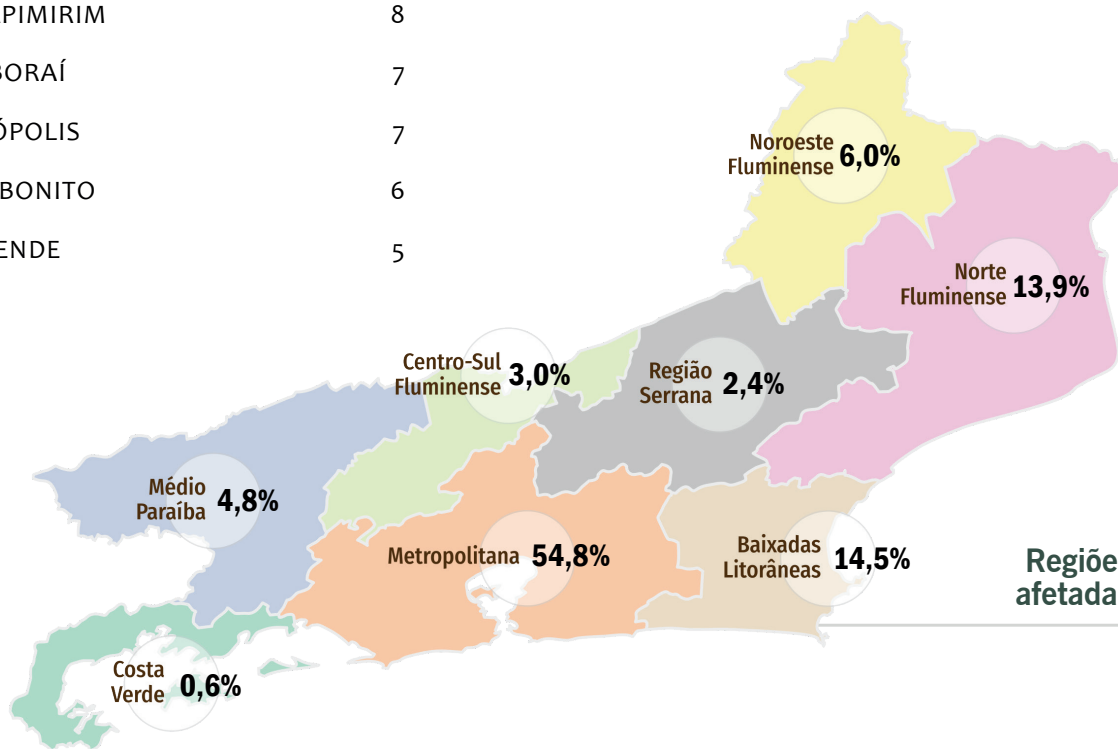 PIMIRIM 8
BORAÍ 7
ÓPOLIS 7
BONITO 6
ENDE 5
Noroeste
Fluminense 6,0%
Norte
Fluminense 13,9%
Centro-Sul
Fluminense 3,0%
Região
Serrana 2,4%
Médio
Paraíba 4,8%
Metropolitana 54,8%
Baixadas
Litorâneas 14,5%
Regiõe
afetada
Costa
Verde 0,6%